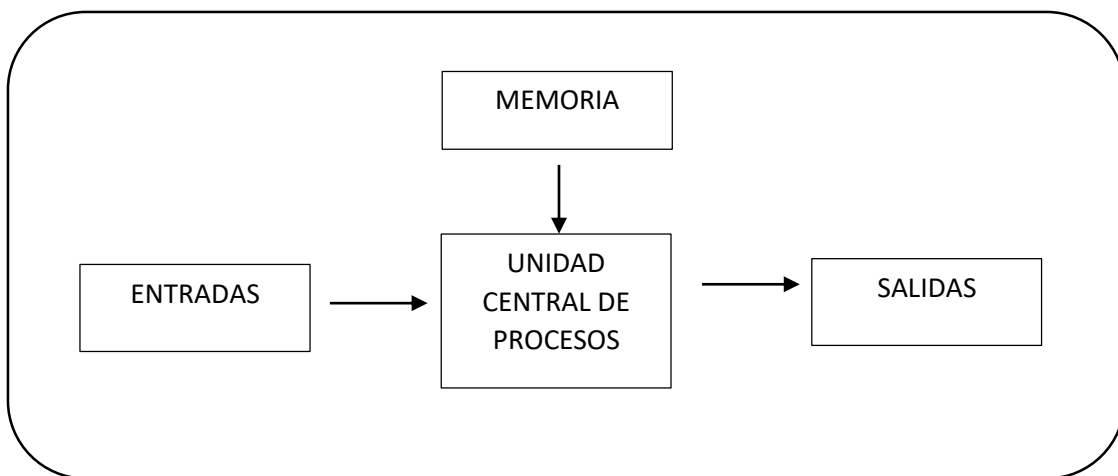 MEMORIA
ENTRADAS
UNIDAD
CENTRAL DE
PROCESOS
SALIDAS